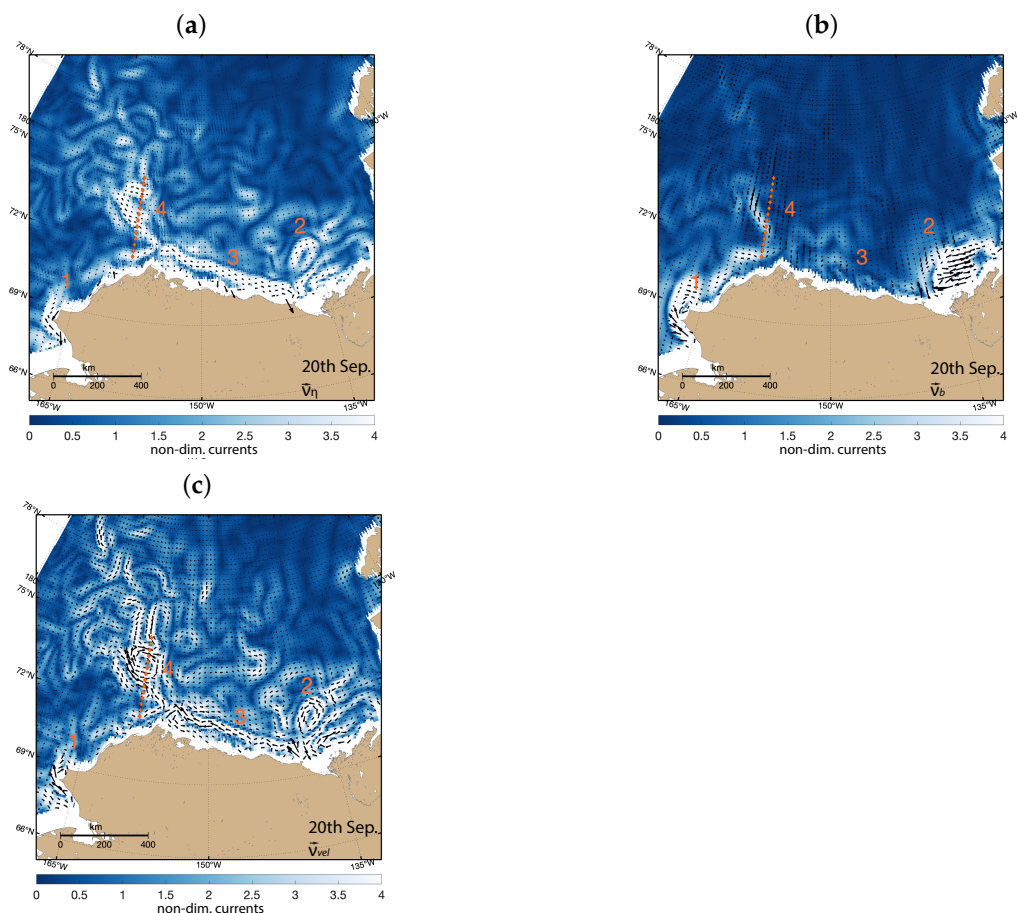 (a)
78°N
180°
75°N
72°N
69°N
66°N
4
2
3
1
km
0 200 400
20th Sep.
v⃗η
165°W 150°W 135°W
0 0.5 1 1.5 2 2.5 3 3.5 4
non-dim. currents
(b)
78°N
180°
75°N
72°N
69°N
66°N
4
2
3
1
km
0 200 400
20th Sep.
v⃗b
165°W 150°W 135°W
0 0.5 1 1.5 2 2.5 3 3.5 4
non-dim. currents
(c)
78°N
75°N
72°N
69°N
66°N
4
2
3
1
km
0 200 400
20th Sep.
v⃗vel
165°W 150°W 135°W
0 0.5 1 1.5 2 2.5 3 3.5 4
non-dim. currents